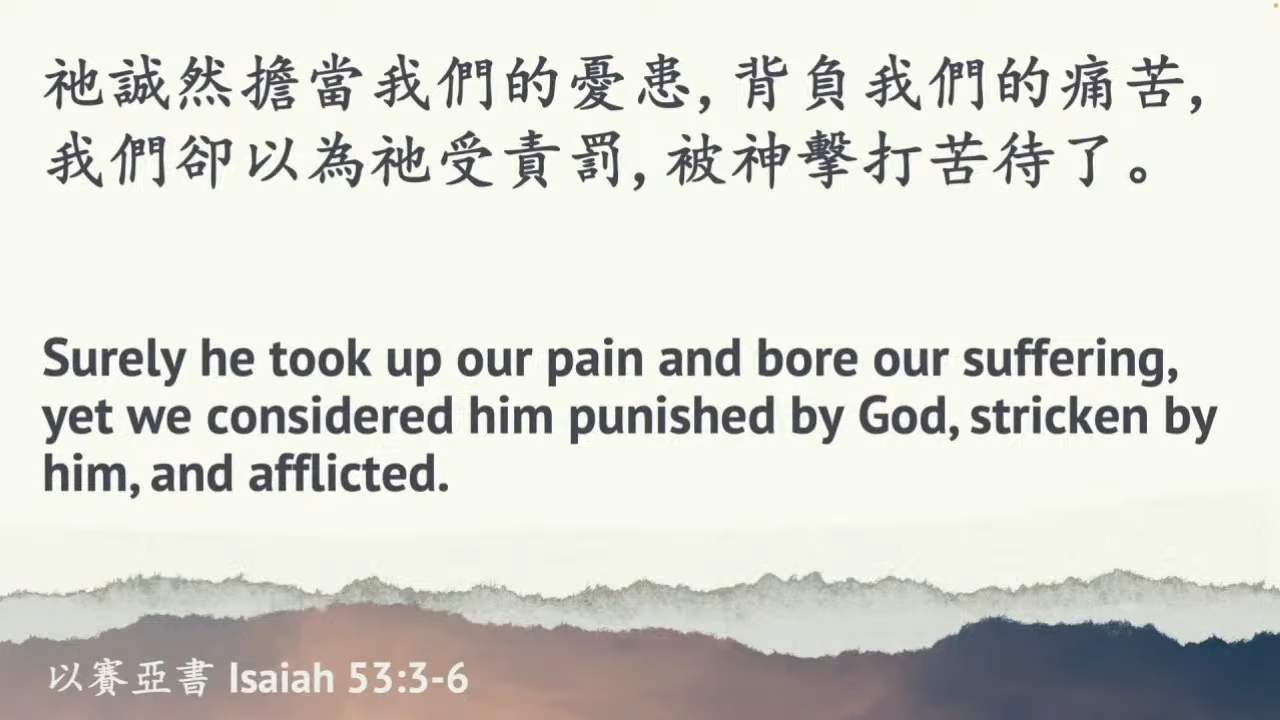 祂誠然擔當我們的憂患, 背負我們的痛苦,
我們卻以為祂受責罰, 被神擊打苦待了。
Surely he took up our pain and bore our suffering,
yet we considered him punished by God, stricken by
him, and afflicted.
以賽亞書 Isaiah 53:3-6